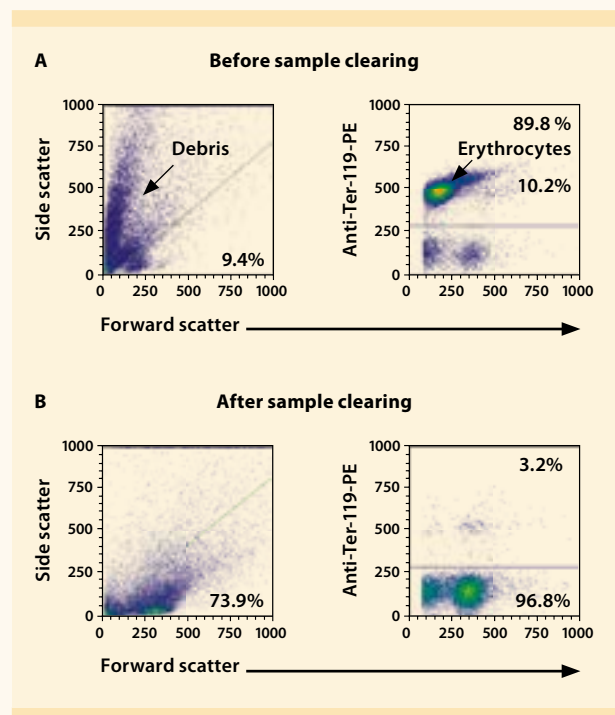 A Before sample clearing
1000
750
500
250
0
Side scatter
Debris
9.4%
0 250 500 750 1000
1000
750
500
250
0
Anti-Ter-119-PE
89.8 %
Erythrocytes
10.2%
0 250 500 750 1000
Forward scatter
B After sample clearing
1000
750
500
250
0
Side scatter
73.9%
0 250 500 750 1000
1000
750
500
250
0
Anti-Ter-119-PE
3.2%
96.8%
0 250 500 750 1000
Forward scatter